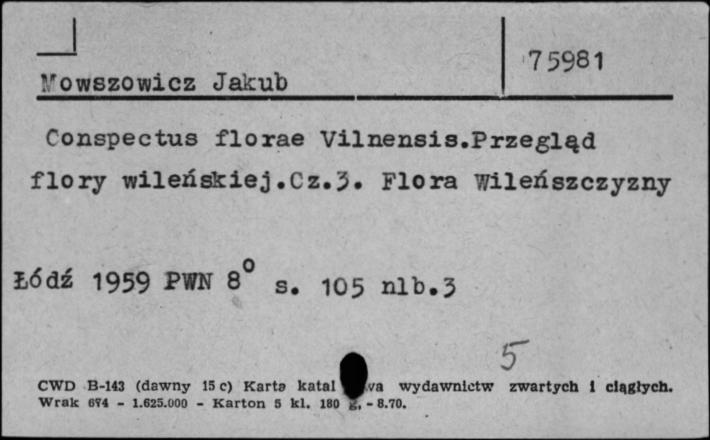 75981
Mowszowicz Jakub
Conspectus florae Vilnensis.Przegląd
flory wileńskiej.Cz.3. Flora Wileńszczyzny
Łódź 1959 PWN 8° s. 105 nlb.3
5
CWD B-143 (dawny 15 c) Karta katal wa wydawnictw zwartych i ciągłych.
Wrak 674 - 1.625.000 - Karton 5 kl. 180 g, - 8.70.